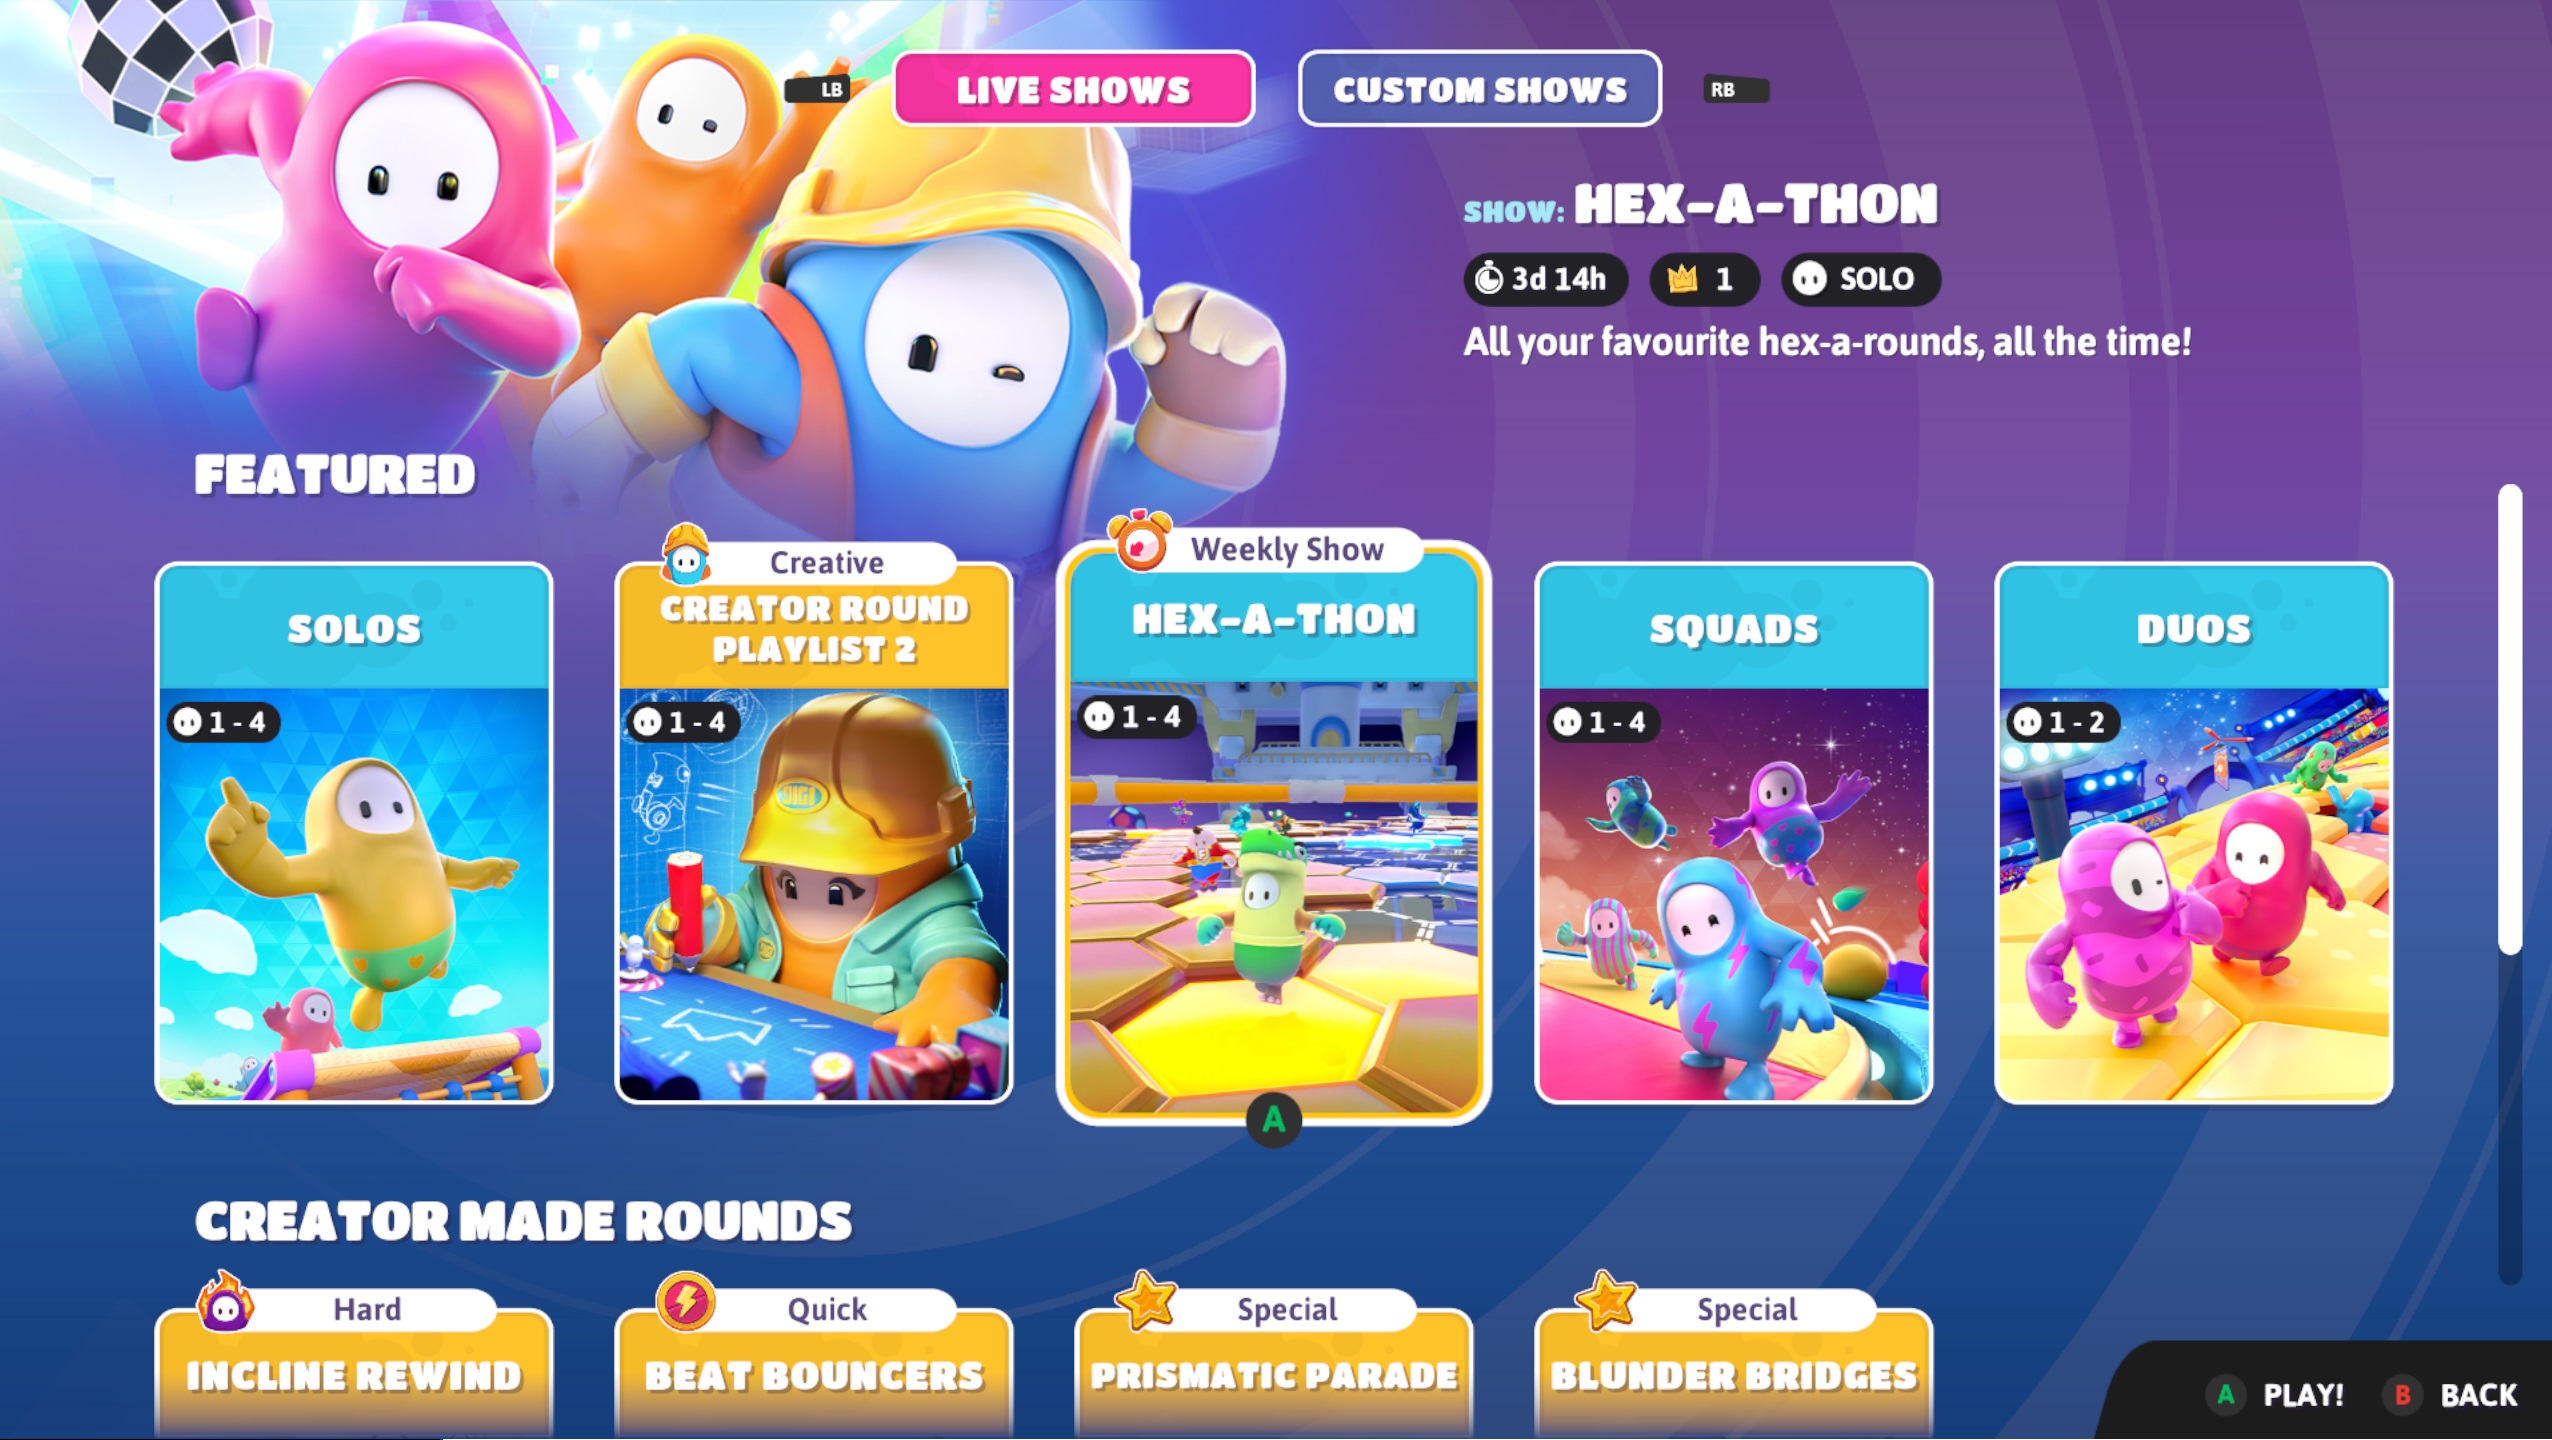 LB
LIVE SHOWS
CUSTOM SHOWS
RB
SHOW: HEX-A-THON
3d 14h
1
SOLO
All your favourite hex-a-rounds, all the time!
FEATURED
SOLOS
1 - 4
Creative
CREATOR ROUND
PLAYLIST 2
1 - 4
DIGI
Weekly Show
HEX-A-THON
1 - 4
A
SQUADS
1 - 4
DUOS
1 - 2
CREATOR MADE ROUNDS
Hard
INCLINE REWIND
Quick
BEAT BOUNCERS
Special
PRISMATIC PARADE
Special
BLUNDER BRIDGES
A PLAY!
B BACK